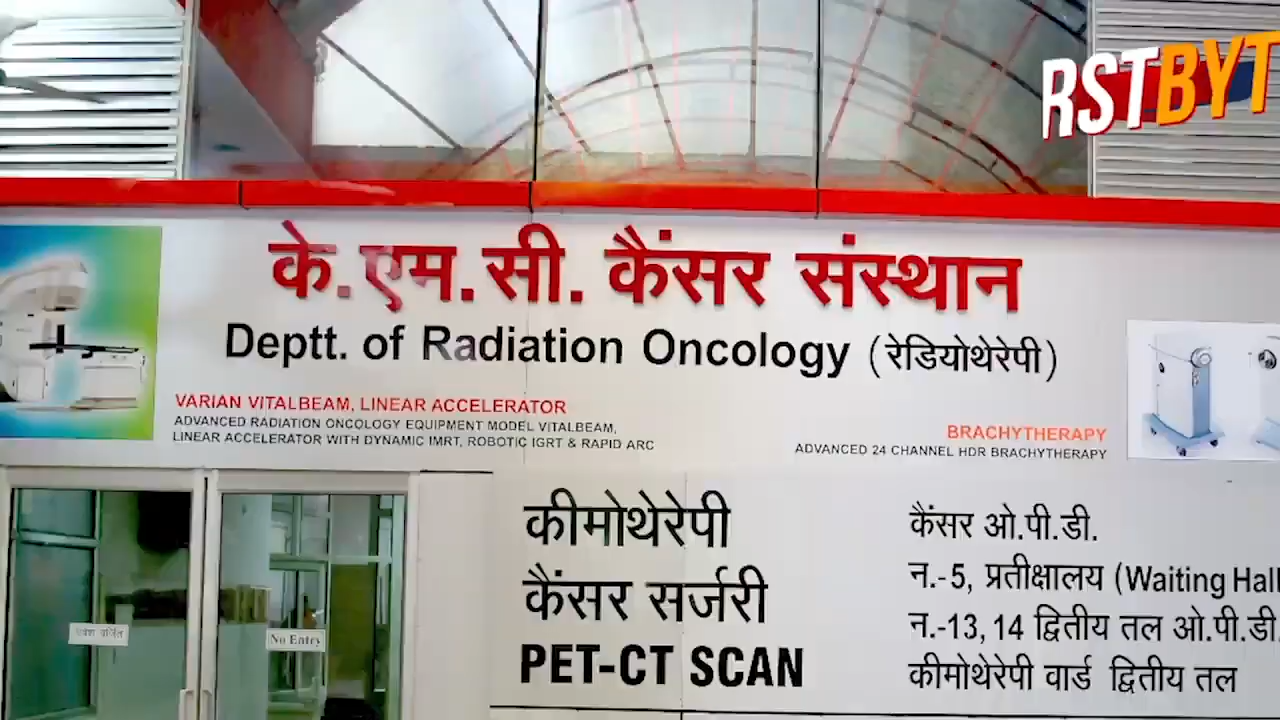 RSTBYT
के.एम.सी. कैंसर संस्थान
Deptt. of Radiation Oncology (रेडियोथेरेपी)
VARIAN VITALBEAM, LINEAR ACCELERATOR
ADVANCED RADIATION ONCOLOGY EQUIPMENT MODEL VITALBEAM,
LINEAR ACCELERATOR WITH DYNAMIC IMRT, ROBOTIC IGRT & RAPID ARC
BRACHYTHERAPY
ADVANCED 24 CHANNEL HDR BRACHYTHERAPY
कीमोथेरेपी
कैंसर सर्जरी
PET-CT SCAN
कैंसर ओ.पी.डी.
न.-5, प्रतीक्षालय (Waiting Hall
न.-13, 14 द्वितीय तल ओ.पी.डी.
कीमोथेरेपी वार्ड द्वितीय तल
प्रवेश वर्जित
No Entry